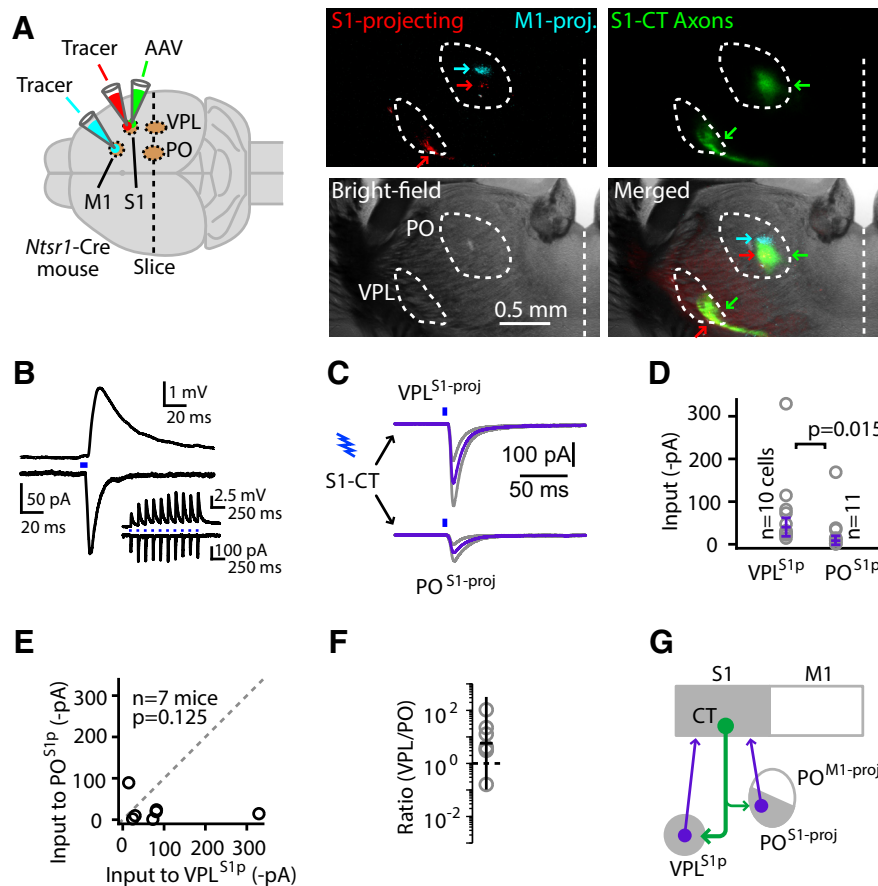 A
Tracer
Tracer
AAV
VPL
PO
M1
S1
Ntsr1-Cre
mouse
Slice
S1-projecting
M1-proj.
S1-CT Axons
Bright-field
PO
VPL
0.5 mm
Merged
B
1 mV
20 ms
50 pA
20 ms
2.5 mV
250 ms
100 pA
250 ms
C
VPL^S1-proj
S1-CT
100 pA
50 ms
PO^S1-proj
D
Input (-pA)
300
200
100
0
p=0.015
n=10 cells
n=11
VPL^S1p
PO^S1p
E
Input to PO^S1p (-pA)
300
200
100
0
n=7 mice
p=0.125
0
100
200
300
Input to VPL^S1p (-pA)
F
Ratio (VPL/PO)
10^2
10^0
10^-2
G
S1
M1
CT
PO^M1-proj
PO^S1-proj
VPL^S1p